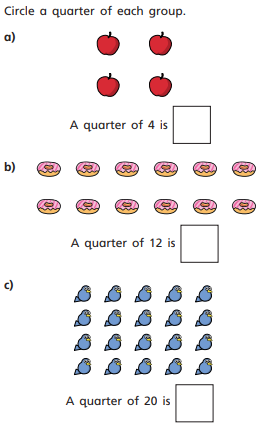 Circle a quarter of each group.
a)
A quarter of 4 is
b)
A quarter of 12 is
c)
A quarter of 20 is